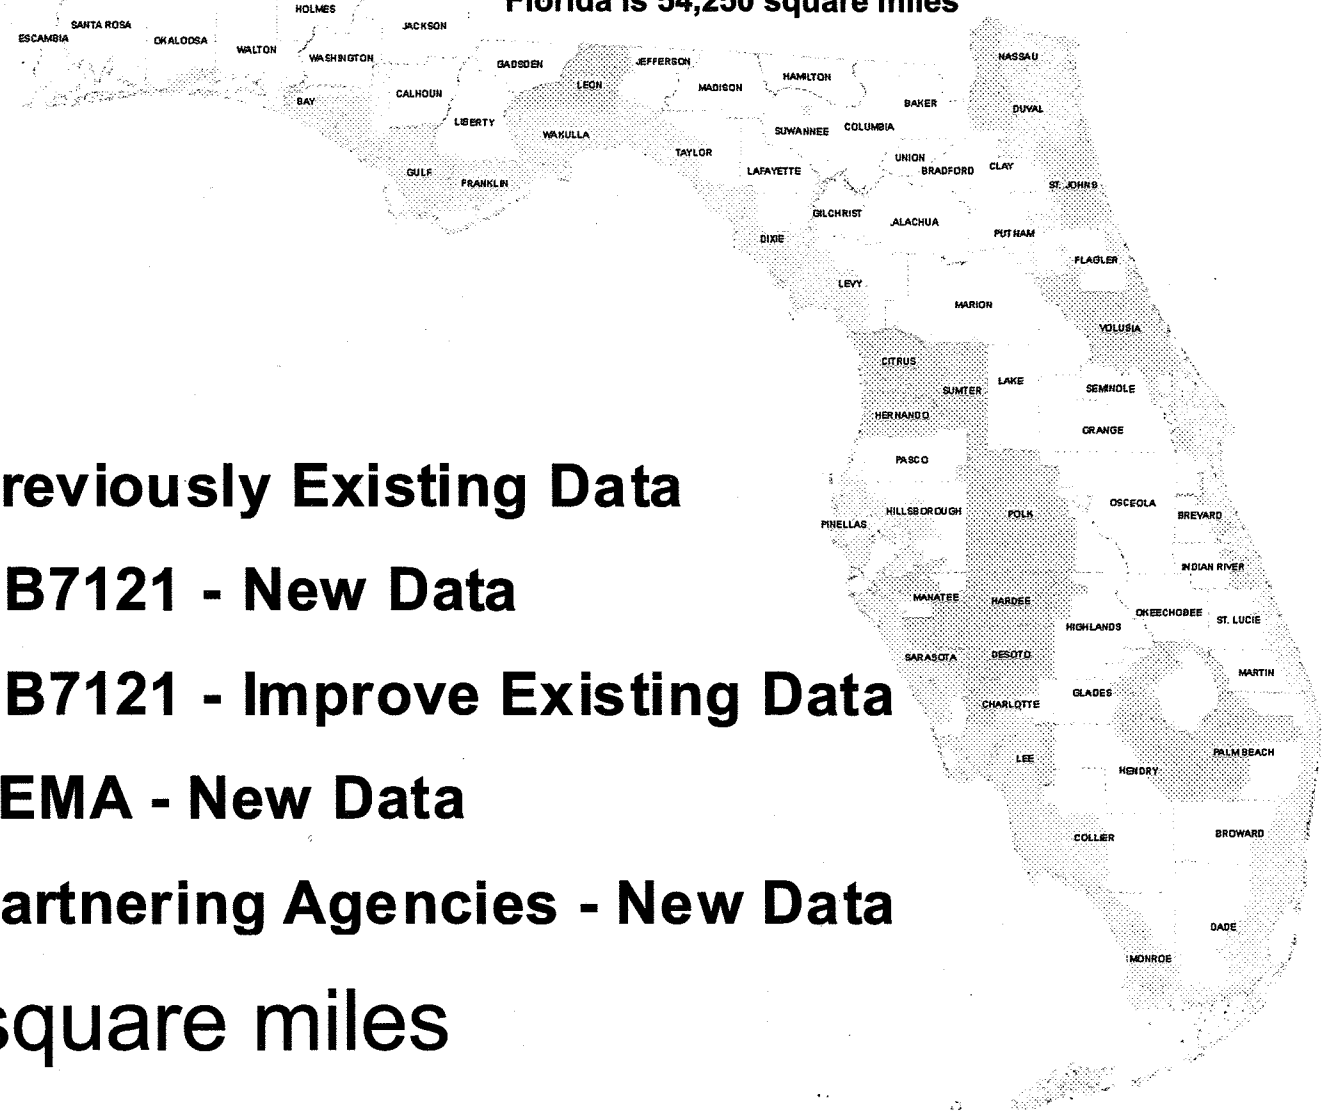 Florida is 54,250 square miles
HOLMES
SANTA ROSA
JACKSON
ESCAMBIA
OKALOOSA
WALTON
WASHINGTON
GADSDEN
JEFFERSON
NASSAU
LEON
MADISON
HAMILTON
BAY
CALHOUN
BAKER
DUVAL
LIBERTY
WAKULLA
SUWANNEE
COLUMBIA
TAYLOR
UNION
GULF
FRANKLIN
LAFAYETTE
BRADFORD
CLAY
ST. JOHNS
GILCHRIST
ALACHUA
DIXIE
PUTNAM
FLAGLER
LEVY
MARION
VOLUSIA
CITRUS
SUMTER
LAKE
SEMINOLE
HERNANDO
ORANGE
PASCO
reviously Existing Data
PINELLAS
HILLSBOROUGH
POLK
OSCEOLA
BREVARD
INDIAN RIVER
B7121 - New Data
MANATEE
HARDEE
HIGHLANDS
OKEECHOBEE
ST. LUCIE
SARASOTA
DESOTO
MARTIN
B7121 - Improve Existing Data
CHARLOTTE
GLADES
LEE
HENDRY
PALM BEACH
EMA - New Data
COLLIER
BROWARD
artnering Agencies - New Data
DADE
MONROE
square miles